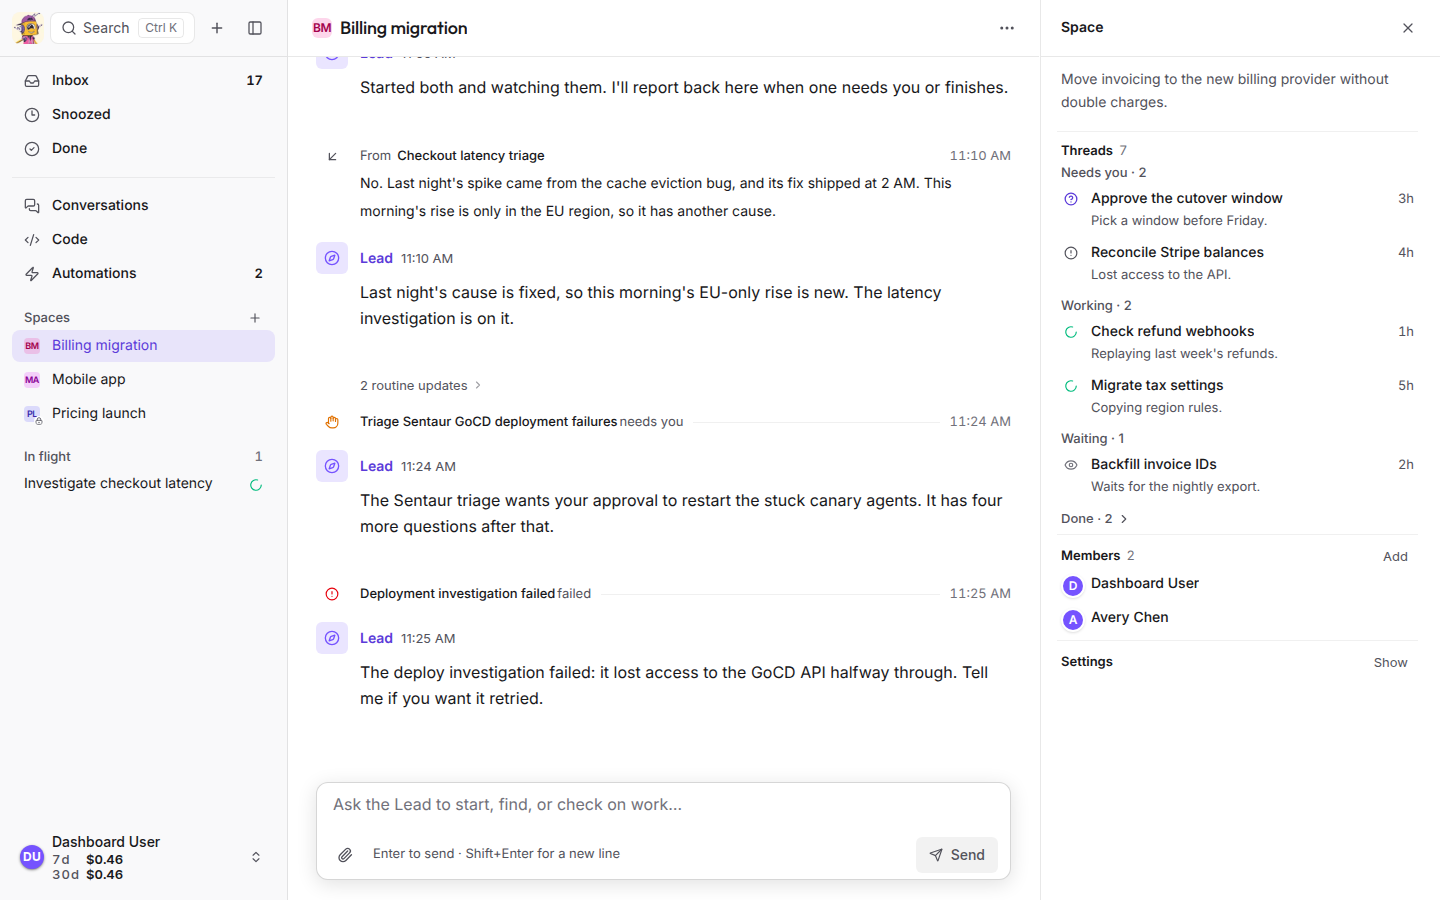 Search Ctrl K
Inbox 17
Snoozed
Done
Conversations
Code
Automations 2
Spaces
BM Billing migration
MA Mobile app
PL Pricing launch
In flight 1
Investigate checkout latency
DU Dashboard User
7d $0.46
30d $0.46
BM Billing migration
Started both and watching them. I'll report back here when one needs you or finishes.
From Checkout latency triage 11:10 AM
No. Last night's spike came from the cache eviction bug, and its fix shipped at 2 AM. This
morning's rise is only in the EU region, so it has another cause.
Lead 11:10 AM
Last night's cause is fixed, so this morning's EU-only rise is new. The latency
investigation is on it.
2 routine updates
Triage Sentaur GoCD deployment failures needs you 11:24 AM
Lead 11:24 AM
The Sentaur triage wants your approval to restart the stuck canary agents. It has four
more questions after that.
Deployment investigation failed failed 11:25 AM
Lead 11:25 AM
The deploy investigation failed: it lost access to the GoCD API halfway through. Tell
me if you want it retried.
Ask the Lead to start, find, or check on work...
Enter to send · Shift+Enter for a new line
Send
Space
Move invoicing to the new billing provider without
double charges.
Threads 7
Needs you · 2
Approve the cutover window 3h
Pick a window before Friday.
Reconcile Stripe balances 4h
Lost access to the API.
Working · 2
Check refund webhooks 1h
Replaying last week's refunds.
Migrate tax settings 5h
Copying region rules.
Waiting · 1
Backfill invoice IDs 2h
Waits for the nightly export.
Done · 2
Members 2 Add
D Dashboard User
A Avery Chen
Settings Show